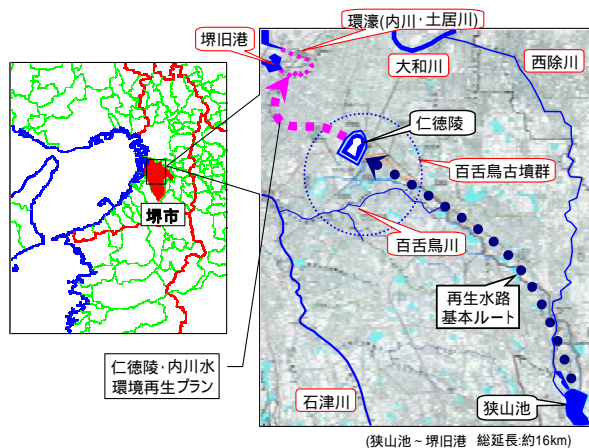 環濠(内川・土居川)
堺旧港
大和川
西除川
仁徳陵
百舌鳥古墳群
堺市
百舌鳥川
再生水路
基本ルート
仁徳陵・内川水
環境再生プラン
石津川
狭山池
(狭山池~堺旧港 総延長:約16km)